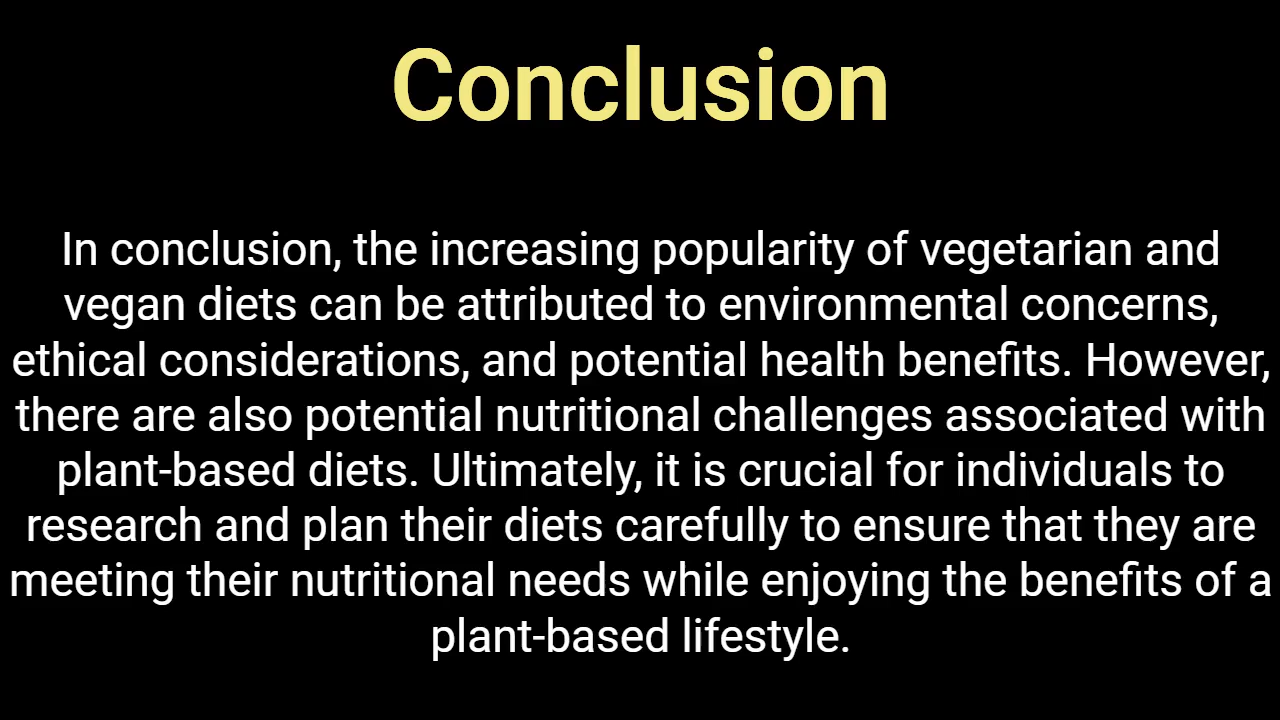 Conclusion
In conclusion, the increasing popularity of vegetarian and
vegan diets can be attributed to environmental concerns,
ethical considerations, and potential health benefits. However,
there are also potential nutritional challenges associated with
plant-based diets. Ultimately, it is crucial for individuals to
research and plan their diets carefully to ensure that they are
meeting their nutritional needs while enjoying the benefits of a
plant-based lifestyle.